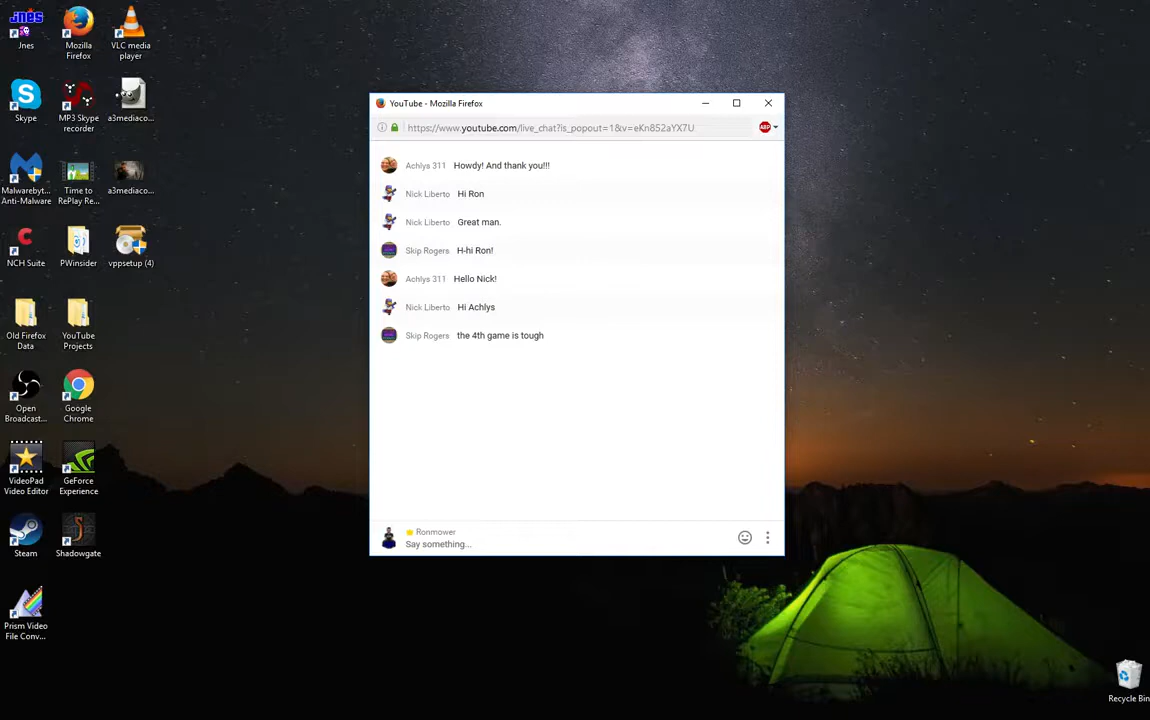 Jnes
Mozilla
Firefox
VLC media
player
Skype
MP3 Skype
recorder
a3mediaco...
Malwarebyt...
Anti-Malware
Time to
RePlay Re...
a3mediaco...
NCH Suite
PWinsider
vppsetup (4)
Old Firefox
Data
YouTube
Projects
Open
Broadcast...
Google
Chrome
VideoPad
Video Editor
GeForce
Experience
Steam
Shadowgate
Prism Video
File Conv...
YouTube - Mozilla Firefox
https://www.youtube.com/live_chat?is_popout=1&v=eKn852aYX7U
ABP
Achlys 311 Howdy! And thank you!!!
Nick Liberto Hi Ron
Nick Liberto Great man.
Skip Rogers H-hi Ron!
Achlys 311 Hello Nick!
Nick Liberto Hi Achlys
Skip Rogers the 4th game is tough
Ronmower
Say something...
Recycle Bin